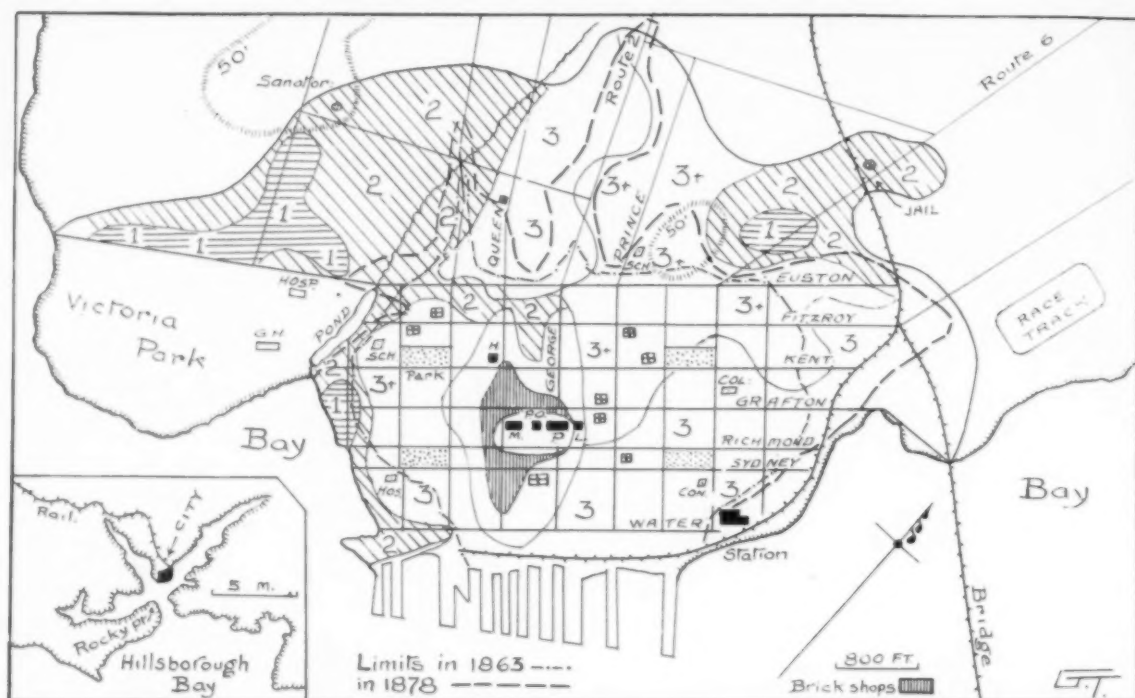 50'
Sanator.
Route 2
Route 6
2
2
3
3+
3+
2
2
1
2
QUEEN
3
PRINCE
50'
JAIL
1
1
1
1
SCH
3
1
2
EUSTON
HOSP.
2
2
3+
FITZROY
Victoria
Park
POND
G.H.
SCH
H.
GEORGE
3+
KENT
3
RACE
TRACK
2
3+
Park
COL.
GRAFTON
1
P.O.
M.
P.
L.
3
RICHMOND
SYDNEY
Bay
HOS.
3
3
CON.
3
Bay
WATER
Station
2
Rail.
CITY
5 m.
Rocky Pt.
Hillsborough
Bay
Limits in 1863
in 1878
800 FT.
Brick shops
Bridge
G.T.